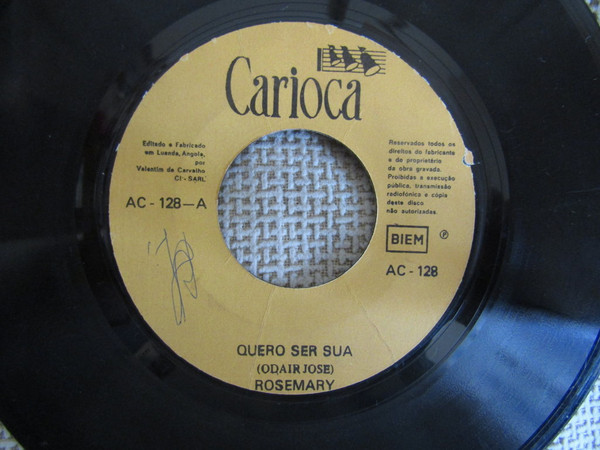 Carioca
Editado e Fabricado
em Luanda, Angola,
por
Valentim de Carvalho
CI - SARL
AC - 128 - A
Reservados todos os
direitos do fabricante
e do proprietário
da obra gravada.
Proibidas a execução
pública, transmissão
radiofónica e cópia
deste disco
não autorizadas.
BIEM ℗
AC - 128
QUERO SER SUA
(ODAIR JOSE)
ROSEMARY